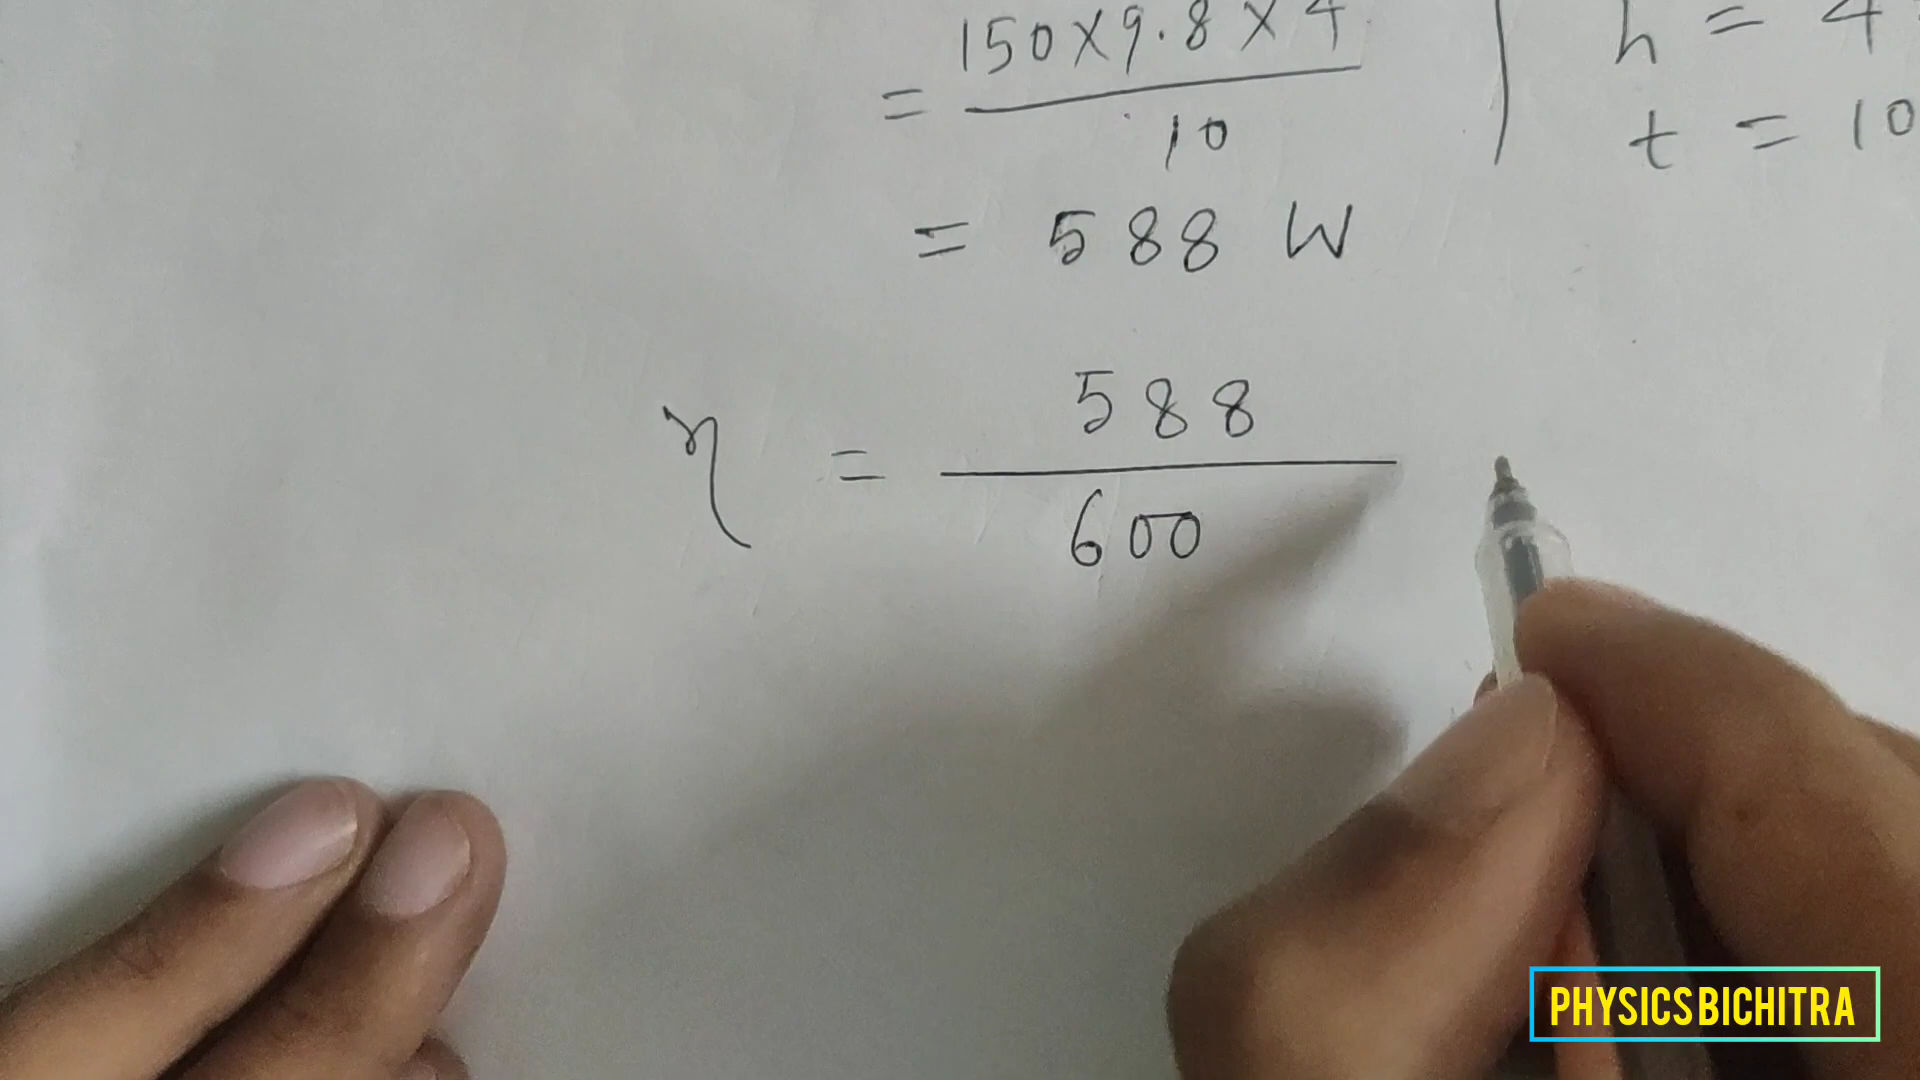 = 150 × 9.8 × 4 / 10
h = 4
t = 10
= 588 W
η = 588 / 600
PHYSICS BICHITRA